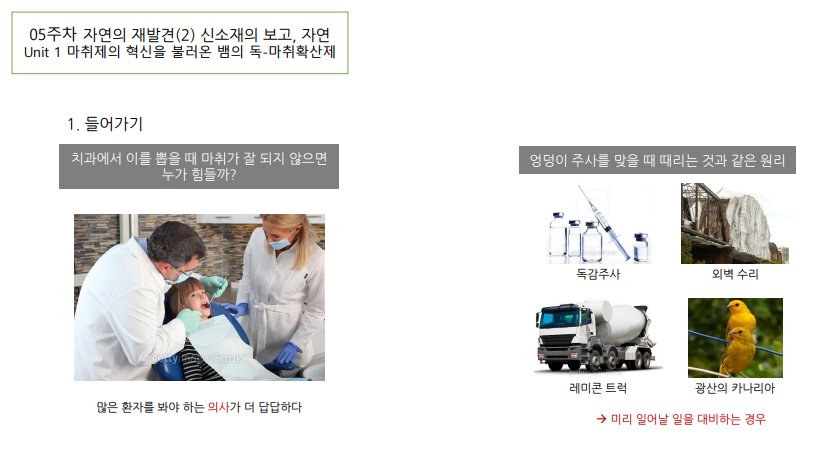 05주차 자연의 재발견(2) 신소재의 보고, 자연
Unit 1 마취제의 혁신을 불러온 뱀의 독-마취확산제
1. 들어가기
치과에서 이를 뽑을 때 마취가 잘 되지 않으면
누가 힘들까?
많은 환자를 봐야 하는 의사가 더 답답하다
엉덩이 주사를 맞을 때 때리는 것과 같은 원리
독감주사
외벽 수리
레미콘 트럭
광산의 카나리아
→ 미리 일어날 일을 대비하는 경우